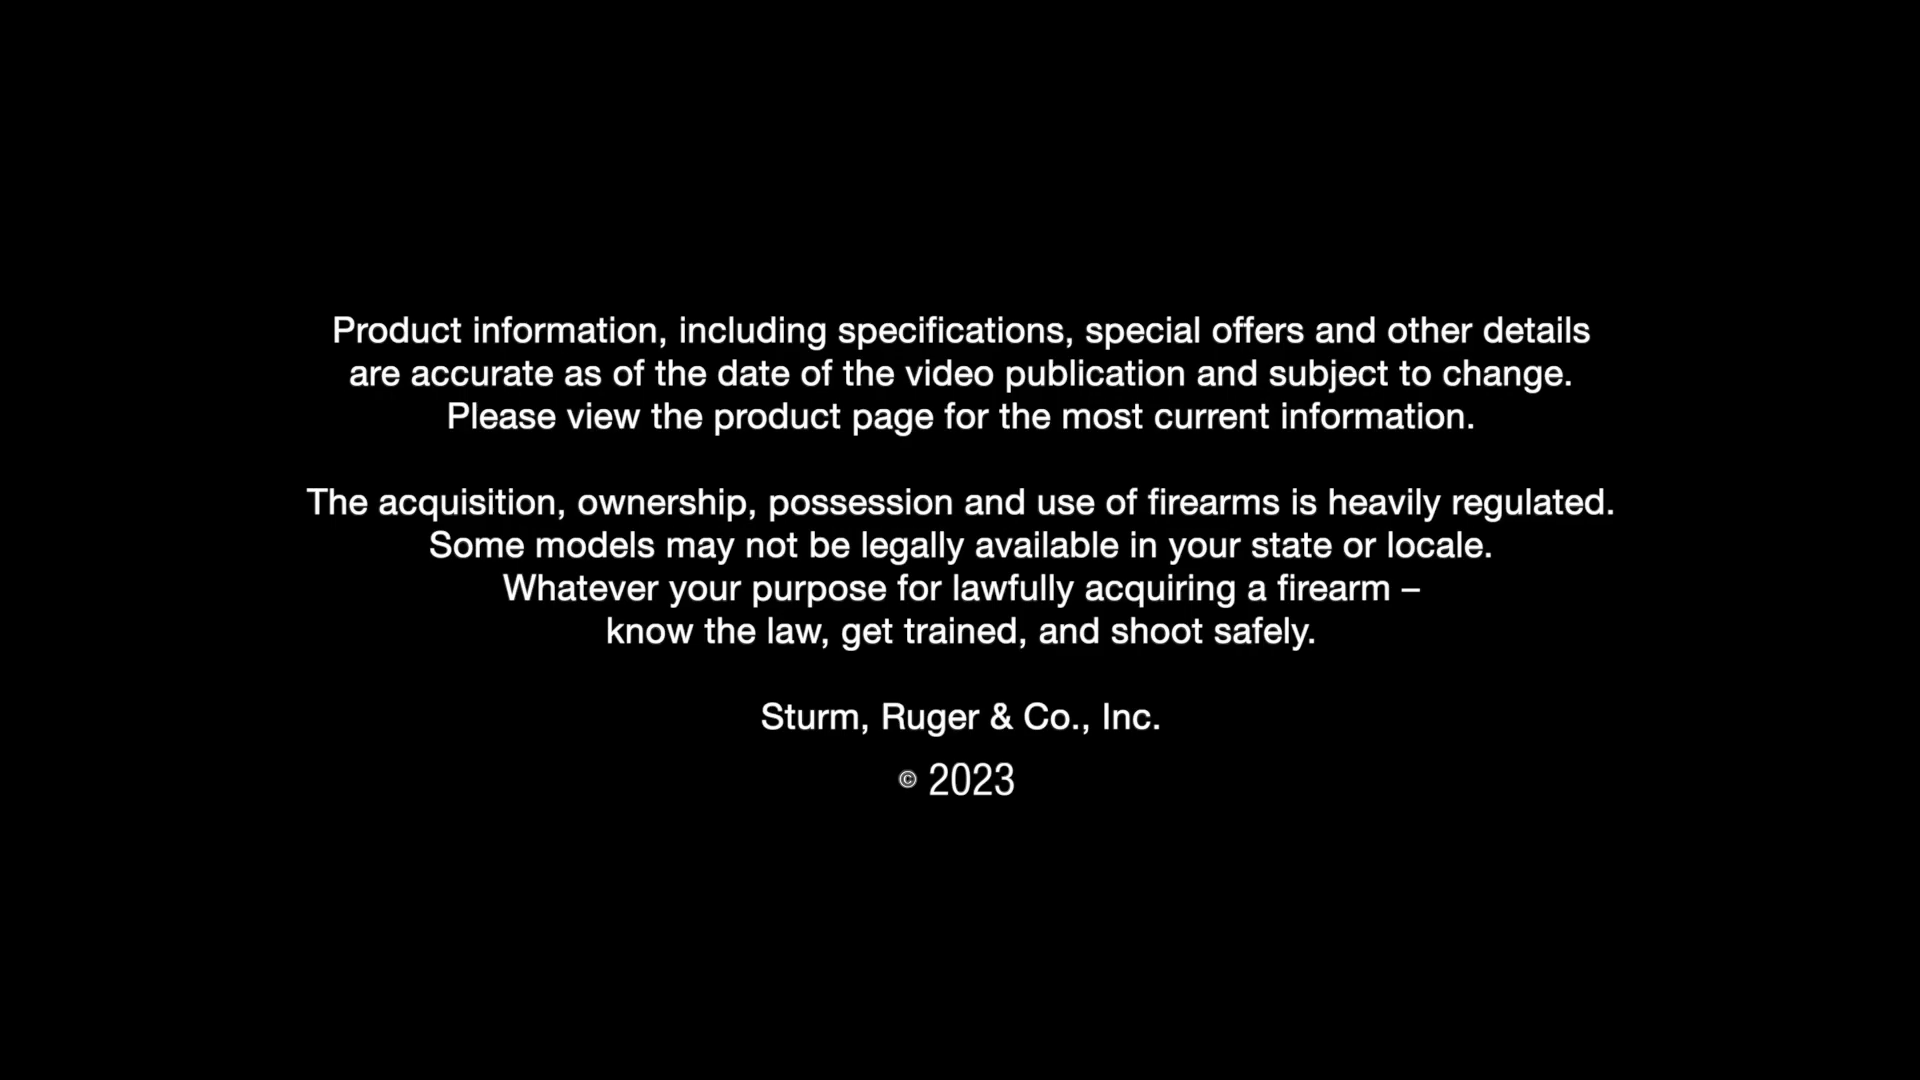 Product information, including specifications, special offers and other details
are accurate as of the date of the video publication and subject to change.
Please view the product page for the most current information.
The acquisition, ownership, possession and use of firearms is heavily regulated.
Some models may not be legally available in your state or locale.
Whatever your purpose for lawfully acquiring a firearm –
know the law, get trained, and shoot safely.
Sturm, Ruger & Co., Inc.
© 2023